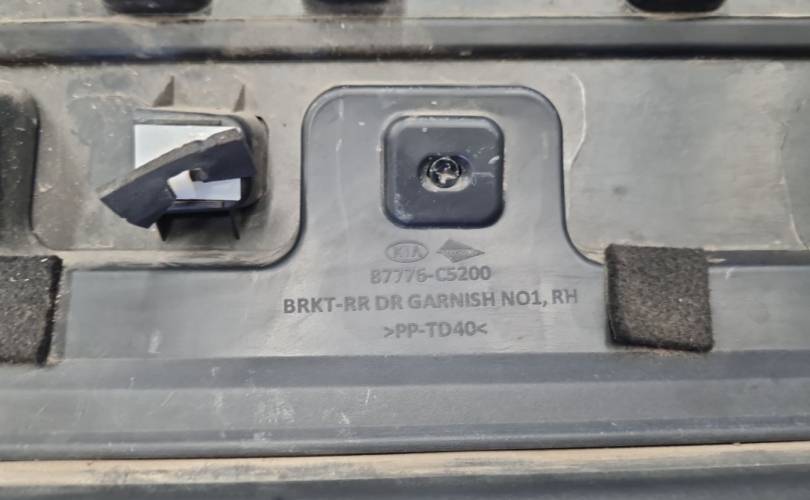 KIA
87776-C5200
BRKT-RR DR GARNISH NO1, RH
>PP-TD40<